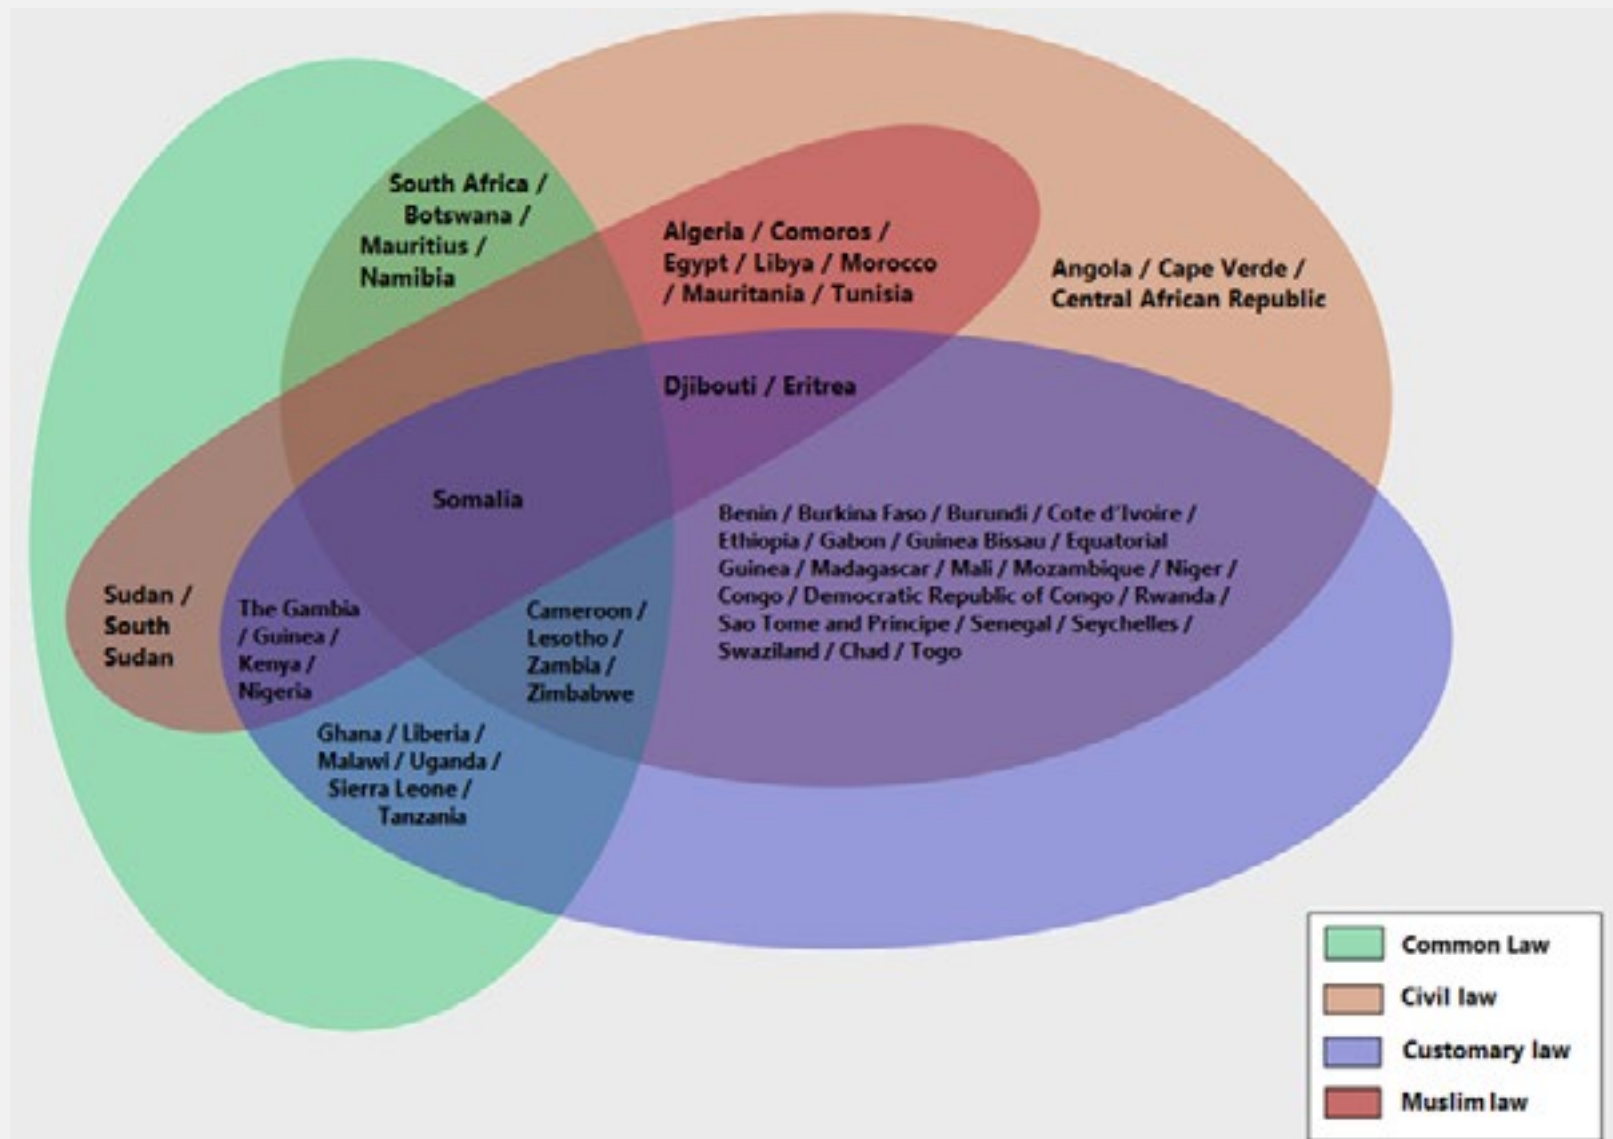 South Africa /
Botswana /
Mauritius /
Namibia
Algeria / Comoros /
Egypt / Libya / Morocco
/ Mauritania / Tunisia
Angola / Cape Verde /
Central African Republic
Djibouti / Eritrea
Somalia
Benin / Burkina Faso / Burundi / Cote d'Ivoire /
Ethiopia / Gabon / Guinea Bissau / Equatorial
Guinea / Madagascar / Mali / Mozambique / Niger /
Congo / Democratic Republic of Congo / Rwanda /
Sao Tome and Principe / Senegal / Seychelles /
Swaziland / Chad / Togo
Sudan /
South
Sudan
The Gambia
/ Guinea /
Kenya /
Nigeria
Cameroon /
Lesotho /
Zambia /
Zimbabwe
Ghana / Liberia /
Malawi / Uganda /
Sierra Leone /
Tanzania
Common Law
Civil law
Customary law
Muslim law